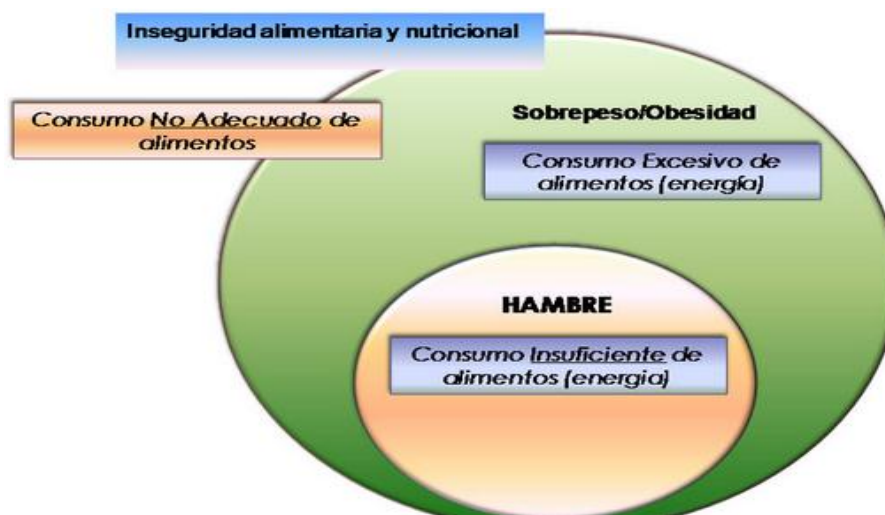 Inseguridad alimentaria y nutricional
Consumo No Adecuado de
alimentos
Sobrepeso/Obesidad
Consumo Excesivo de
alimentos (energía)
HAMBRE
Consumo Insuficiente de
alimentos (energia)